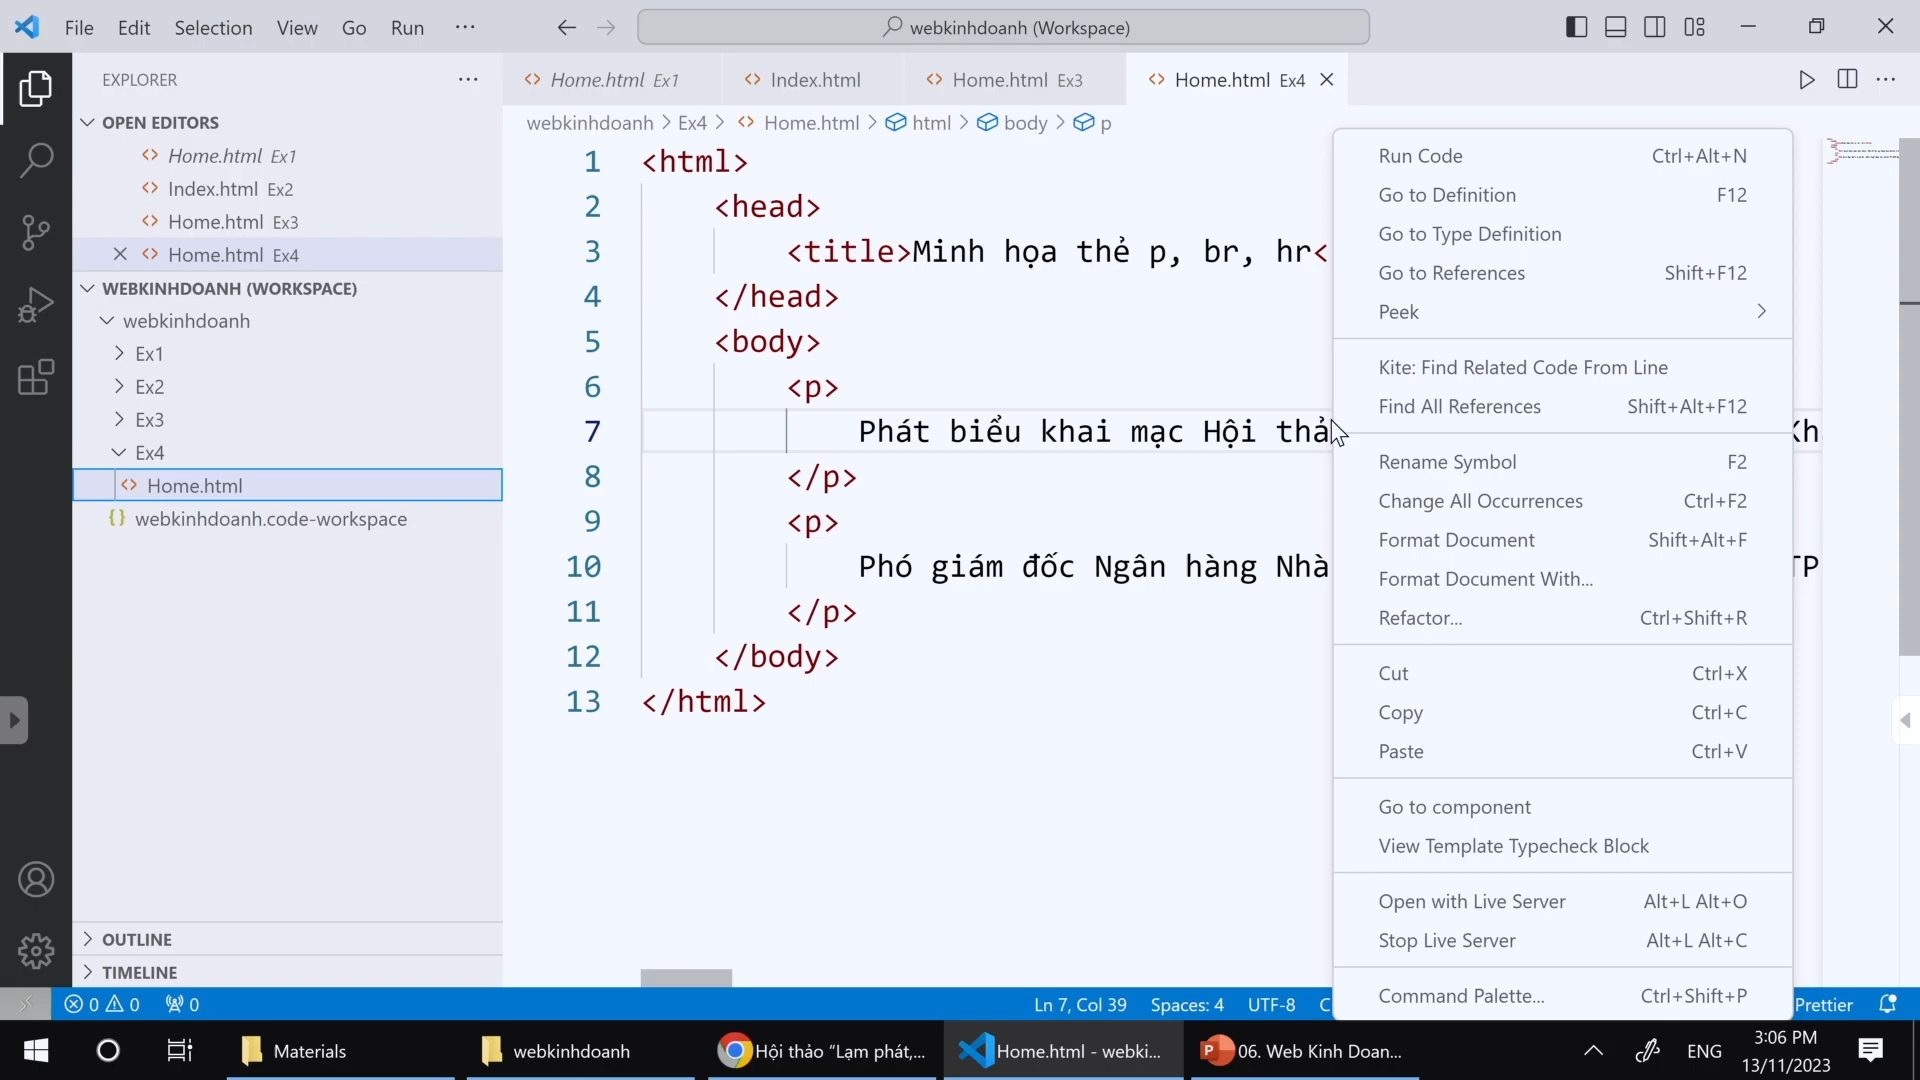 File Edit Selection View Go Run ···
webkinhdoanh (Workspace)
EXPLORER
Home.html Ex1
Index.html
Home.html Ex3
Home.html Ex4
OPEN EDITORS
Home.html Ex1
Index.html Ex2
Home.html Ex3
Home.html Ex4
WEBKINHDOANH (WORKSPACE)
webkinhdoanh
Ex1
Ex2
Ex3
Ex4
Home.html
webkinhdoanh.code-workspace
OUTLINE
TIMELINE
webkinhdoanh > Ex4 > Home.html > html > body > p
1 <html>
2 <head>
3 <title>Minh họa thẻ p, br, hr<
4 </head>
5 <body>
6 <p>
7 Phát biểu khai mạc Hội thả
8 </p>
9 <p>
10 Phó giám đốc Ngân hàng Nhà TP
11 </p>
12 </body>
13 </html>
Run Code Ctrl+Alt+N
Go to Definition F12
Go to Type Definition
Go to References Shift+F12
Peek
Kite: Find Related Code From Line
Find All References Shift+Alt+F12
Rename Symbol F2
Change All Occurrences Ctrl+F2
Format Document Shift+Alt+F
Format Document With...
Refactor... Ctrl+Shift+R
Cut Ctrl+X
Copy Ctrl+C
Paste Ctrl+V
Go to component
View Template Typecheck Block
Open with Live Server Alt+L Alt+O
Stop Live Server Alt+L Alt+C
Command Palette... Ctrl+Shift+P
0 0 0
Ln 7, Col 39 Spaces: 4 UTF-8 Prettier
Materials
webkinhdoanh
Hội thảo “Lạm phát,...
Home.html - webki...
06. Web Kinh Doan...
ENG
3:06 PM
13/11/2023